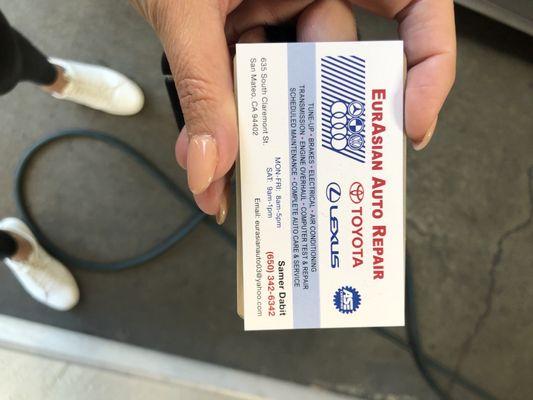 EurAsian Auto Repair
TOYOTA
LEXUS
ASE
TUNE-UP • BRAKES • ELECTRICAL • AIR CONDITIONING
TRANSMISSION • ENGINE OVERHAUL • COMPUTER TEST & REPAIR
SCHEDULED MAINTENANCE • COMPLETE AUTO CARE & SERVICE
MON-FRI: 8am-5pm
SAT: 9am-1pm
Samer Dabit
(650) 342-6342
635 South Claremont St.
San Mateo, CA 94402
Email: eurasianauto03@yahoo.com